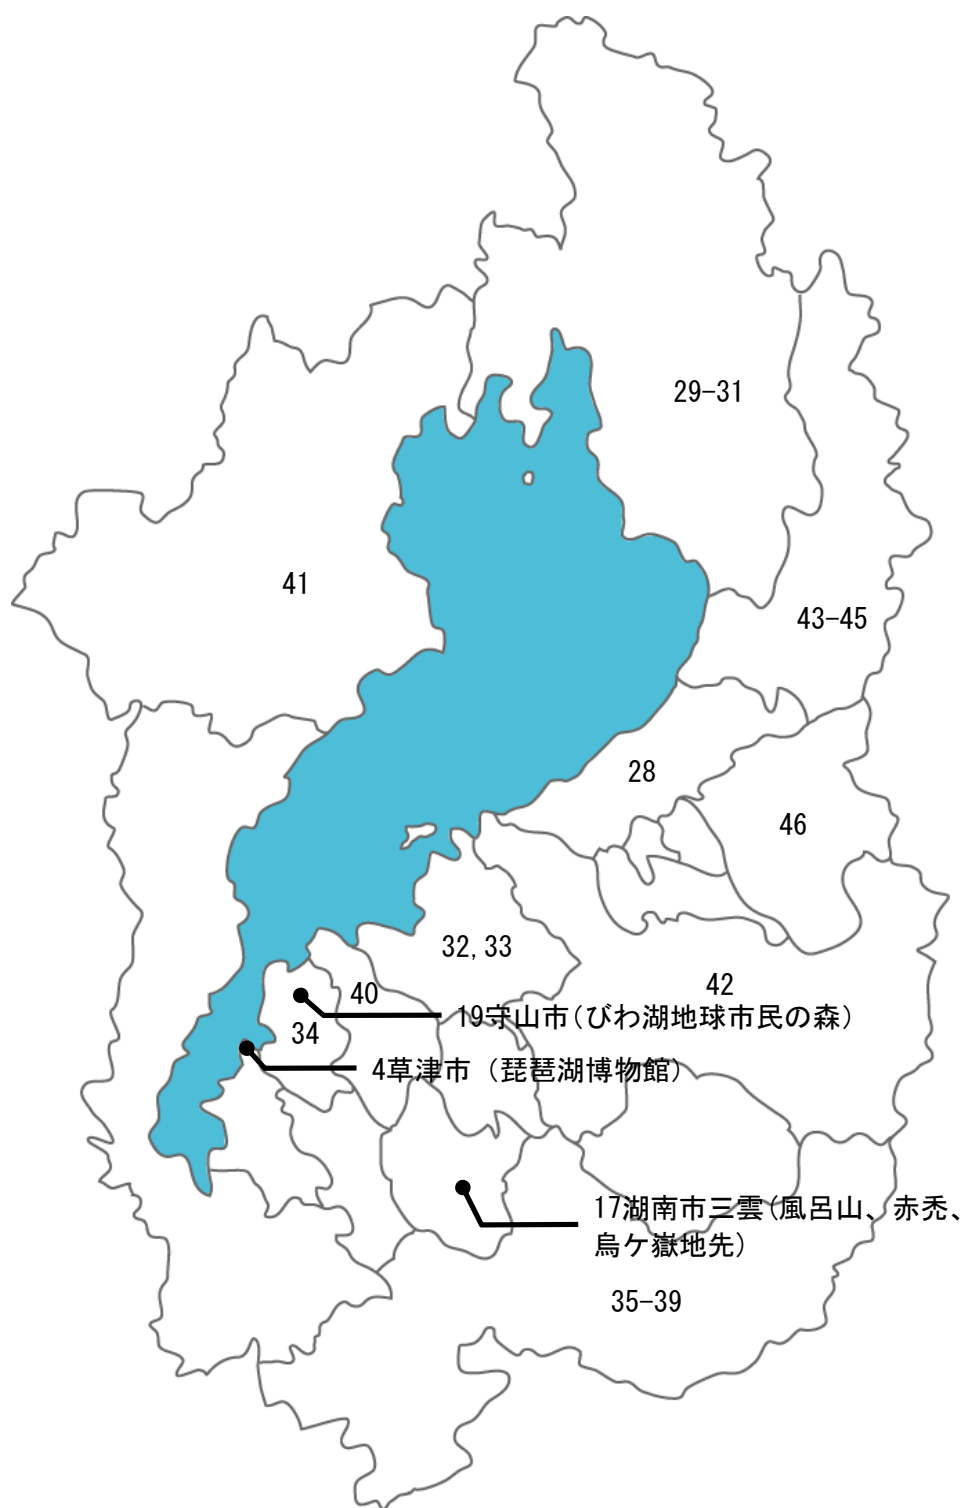 29-31
41
43-45
28
46
32,33
42
40
19守山市(びわ湖地球市民の森)
34
4草津市 (琵琶湖博物館)
17湖南市三雲(風呂山、赤禿、
烏ケ嶽地先)
35-39